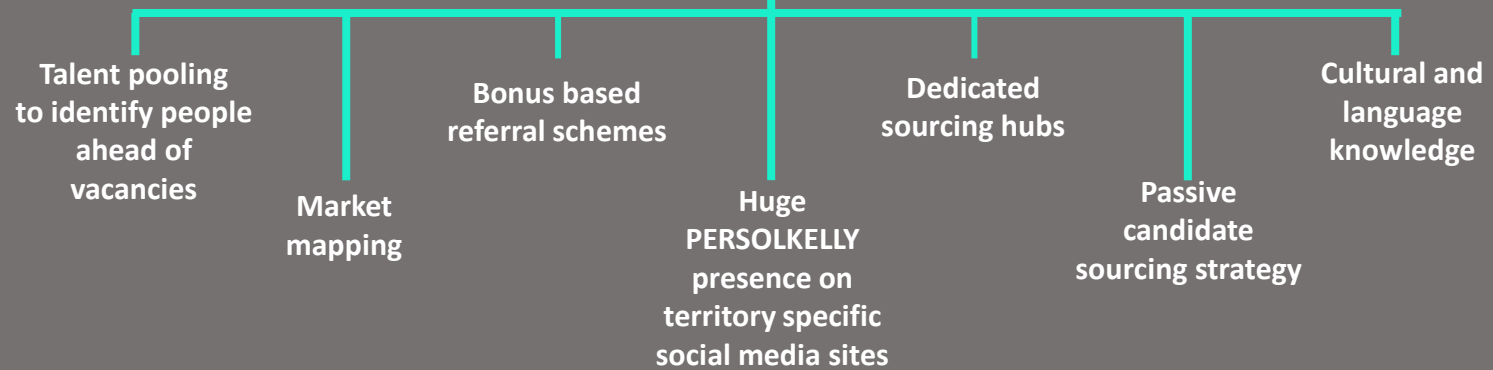 Talent pooling
to identify people
ahead of
vacancies
Market
mapping
Bonus based
referral schemes
Huge
PERSOLKELLY
presence on
territory specific
social media sites
Dedicated
sourcing hubs
Passive
candidate
sourcing strategy
Cultural and
language
knowledge